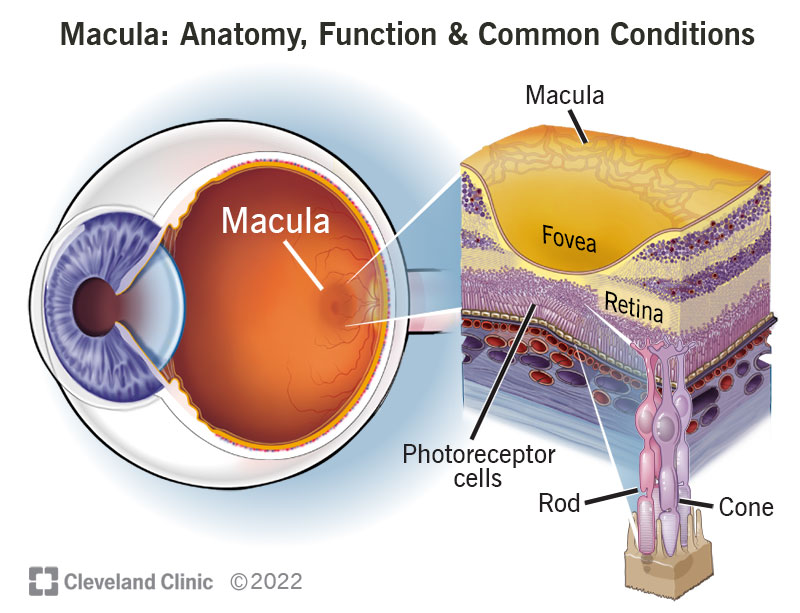 Macula: Anatomy, Function & Common Conditions
Macula
Macula
Fovea
Retina
Photoreceptor
cells
Rod
Cone
Cleveland Clinic ©2022